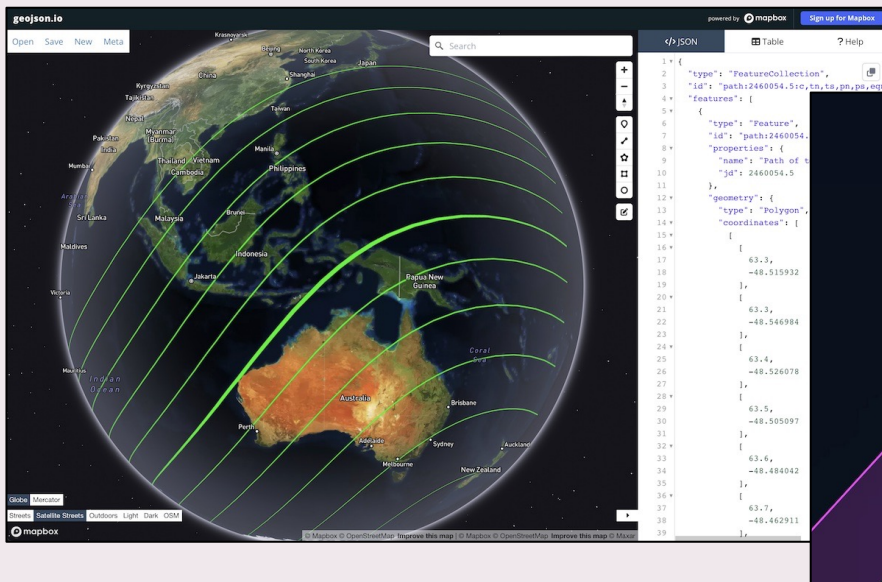 geojson.io
powered by mapbox
Sign up for Mapbox
Open Save New Meta
Search
JSON Table ? Help
Krasnoyarsk
Beijing
North Korea
South Korea
Japan
China
Shanghai
Kyrgyzstan
Tajikistan
Taiwan
Nepal
Pakistan
India
Myanmar
(Burma)
Manila
Thailand Vietnam
Mumbai
Cambodia
Philippines
Sri Lanka
Malaysia
Brunei
Maldives
Indonesia
Jakarta
Papua New
Guinea
Victoria
Coral
Indian
Ocean
Australia
Brisbane
Perth
Adelaide
Sydney
Auckland
Melbourne
New Zealand
Globe Mercator
Streets Satellite Streets Outdoors Light Dark OSM
mapbox
© Mapbox © OpenStreetMap Improve this map | © Mapbox © OpenStreetMap Improve this map © Maxar
1 {
2 "type": "FeatureCollection",
3 "id": "path:2460054.5:c,tn,ts,pn,ps,equ
4 "features": [
5 {
6 "type": "Feature",
7 "id": "path:2460054.
8 "properties": {
9 "name": "Path of t
10 "jd": 2460054.5
11 },
12 "geometry": {
13 "type": "Polygon",
14 "coordinates": [
15 [
16 [
17 63.3,
18 -48.515932
19 ],
20 [
21 63.3,
22 -48.546984
23 ],
24 [
25 63.4,
26 -48.526078
27 ],
28 [
29 63.5,
30 -48.505097
31 ],
32 [
33 63.6,
34 -48.484042
35 ],
36 [
37 63.7,
38 -48.462911
39 ],